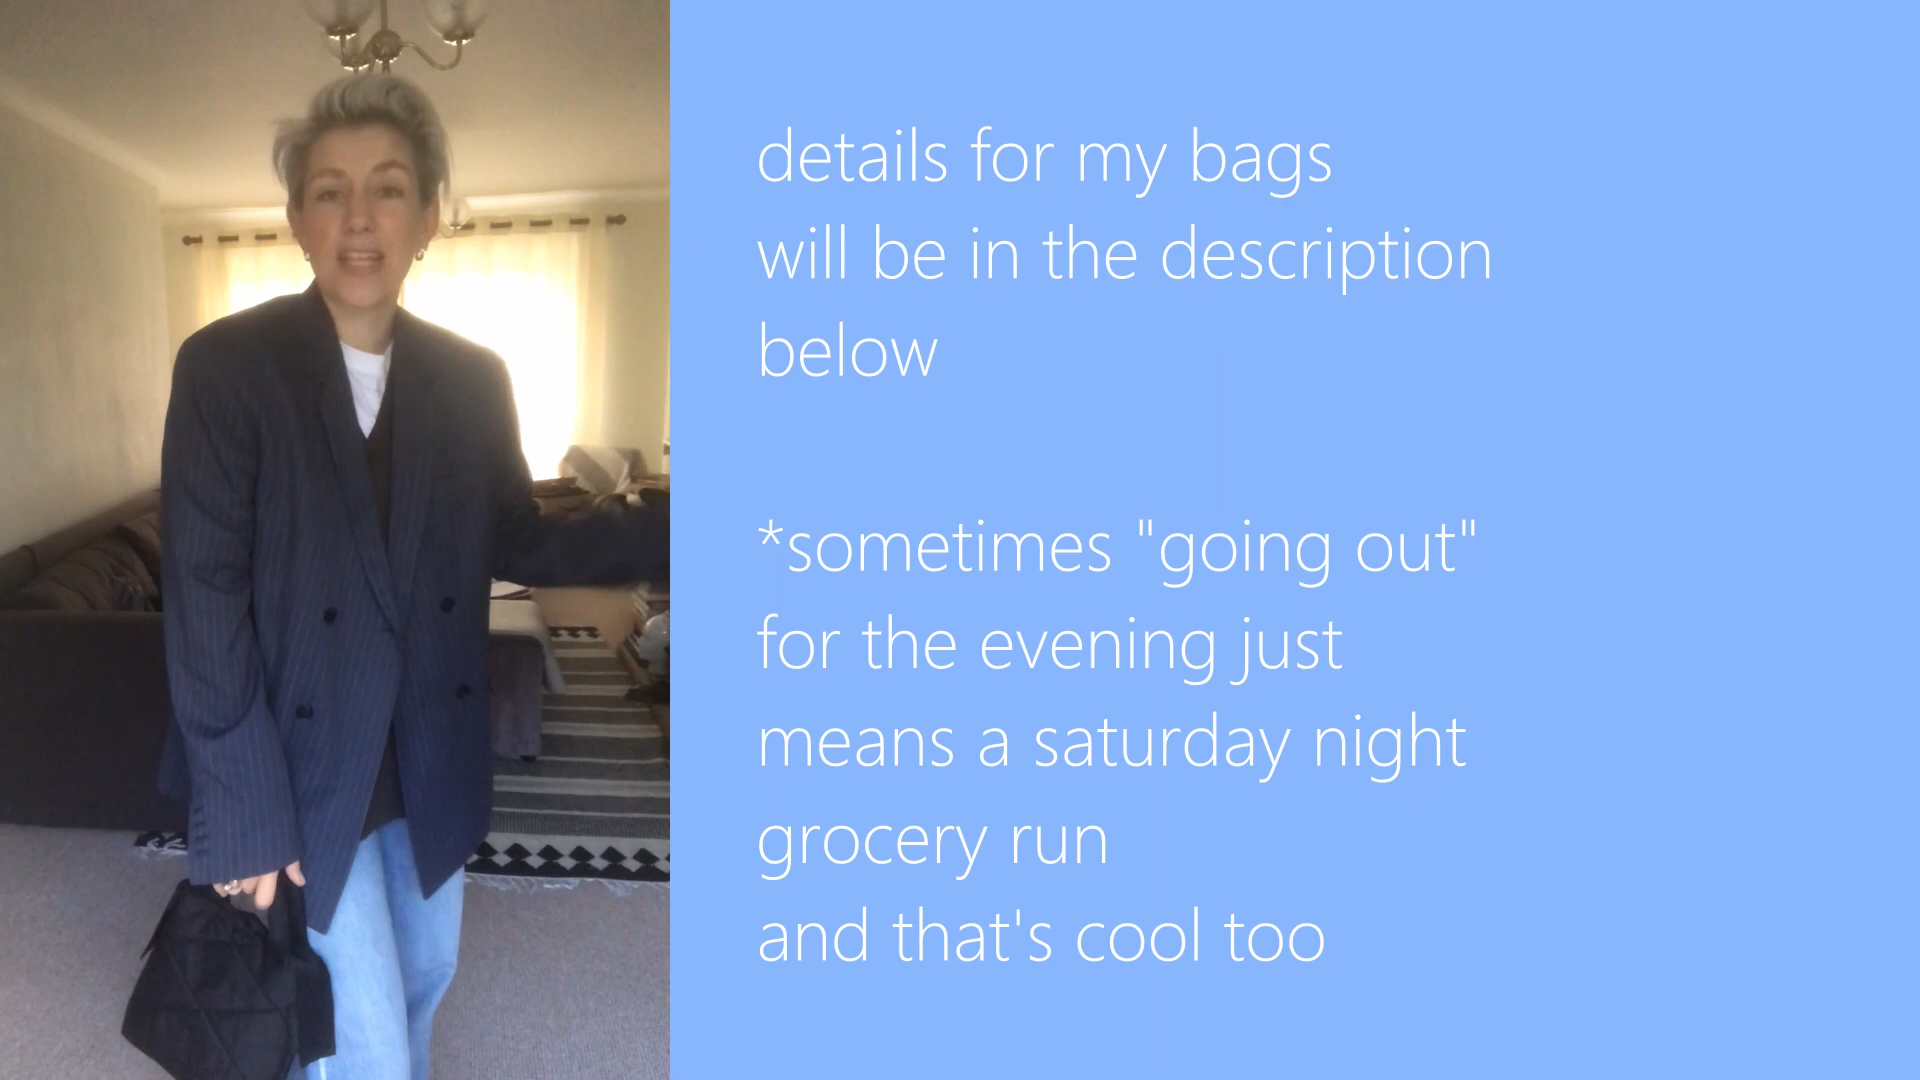 details for my bags
will be in the description
below
*sometimes "going out"
for the evening just
means a saturday night
grocery run
and that's cool too